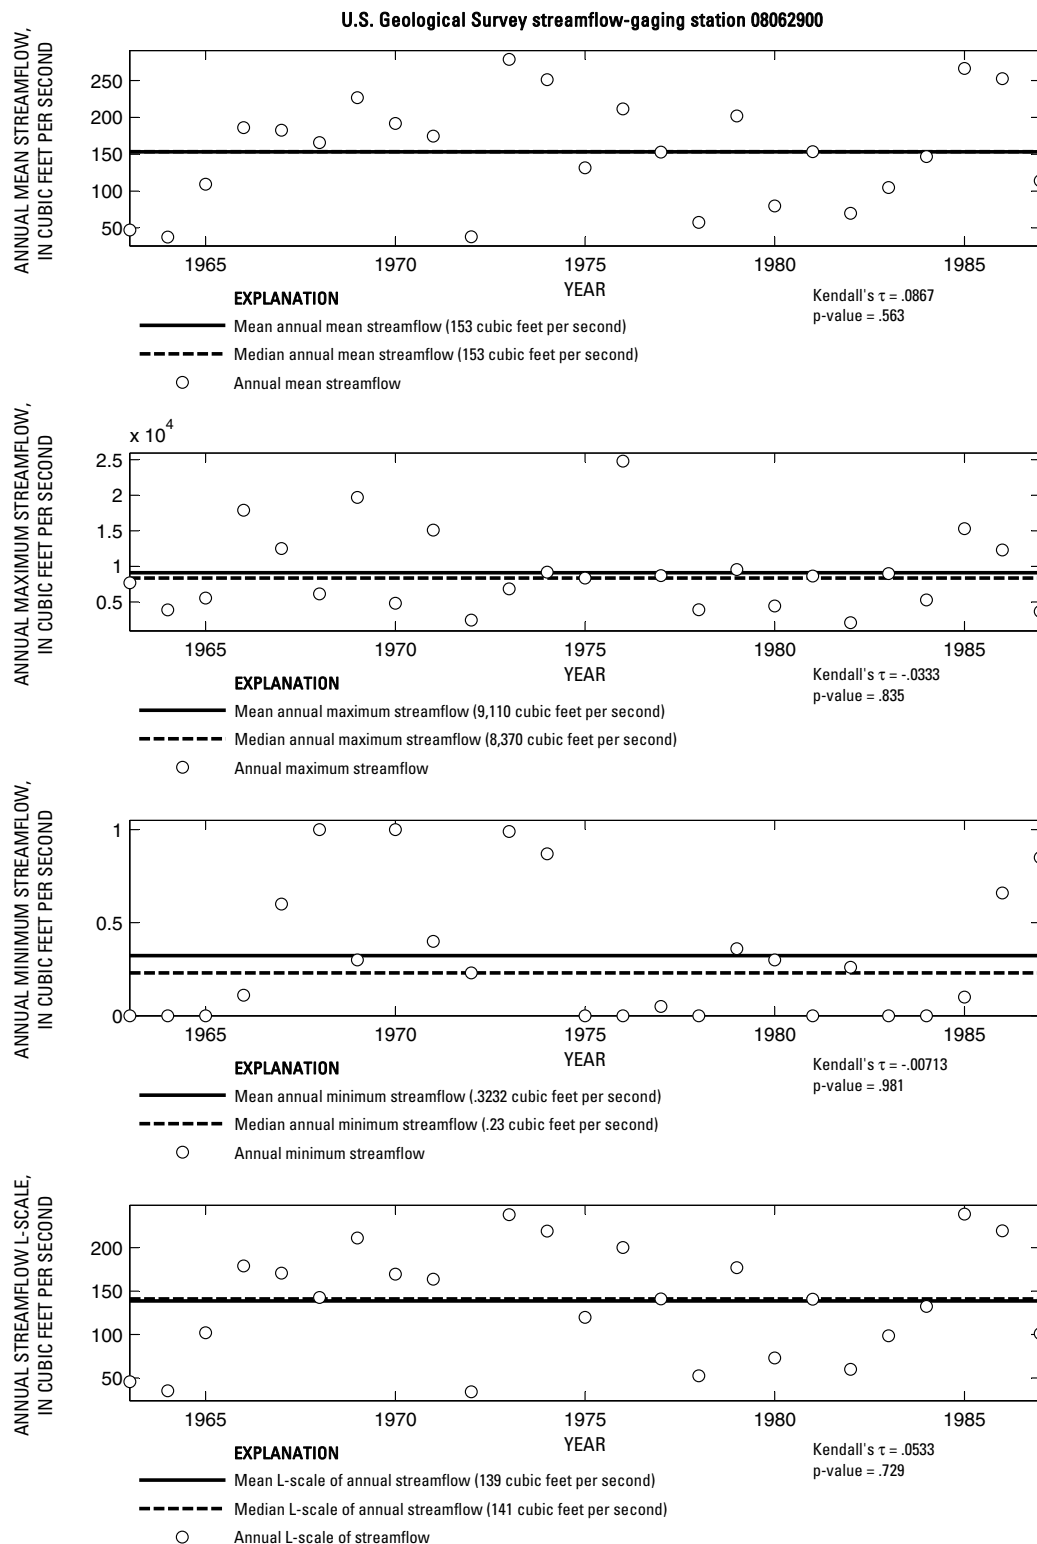 U.S. Geological Survey streamflow-gaging station 08062900
ANNUAL MEAN STREAMFLOW,
IN CUBIC FEET PER SECOND
250
200
150
100
50
1965 1970 1975 1980 1985
YEAR
EXPLANATION
Mean annual mean streamflow (153 cubic feet per second)
Median annual mean streamflow (153 cubic feet per second)
Annual mean streamflow
Kendall's τ = .0867
p-value = .563
ANNUAL MAXIMUM STREAMFLOW,
IN CUBIC FEET PER SECOND
x 10^4
2.5
2
1.5
1
0.5
1965 1970 1975 1980 1985
YEAR
EXPLANATION
Mean annual maximum streamflow (9,110 cubic feet per second)
Median annual maximum streamflow (8,370 cubic feet per second)
Annual maximum streamflow
Kendall's τ = -.0333
p-value = .835
ANNUAL MINIMUM STREAMFLOW,
IN CUBIC FEET PER SECOND
1
0.5
0
1965 1970 1975 1980 1985
YEAR
EXPLANATION
Mean annual minimum streamflow (.3232 cubic feet per second)
Median annual minimum streamflow (.23 cubic feet per second)
Annual minimum streamflow
Kendall's τ = -.00713
p-value = .981
ANNUAL STREAMFLOW L-SCALE,
IN CUBIC FEET PER SECOND
200
150
100
50
1965 1970 1975 1980 1985
YEAR
EXPLANATION
Mean L-scale of annual streamflow (139 cubic feet per second)
Median L-scale of annual streamflow (141 cubic feet per second)
Annual L-scale of streamflow
Kendall's τ = .0533
p-value = .729